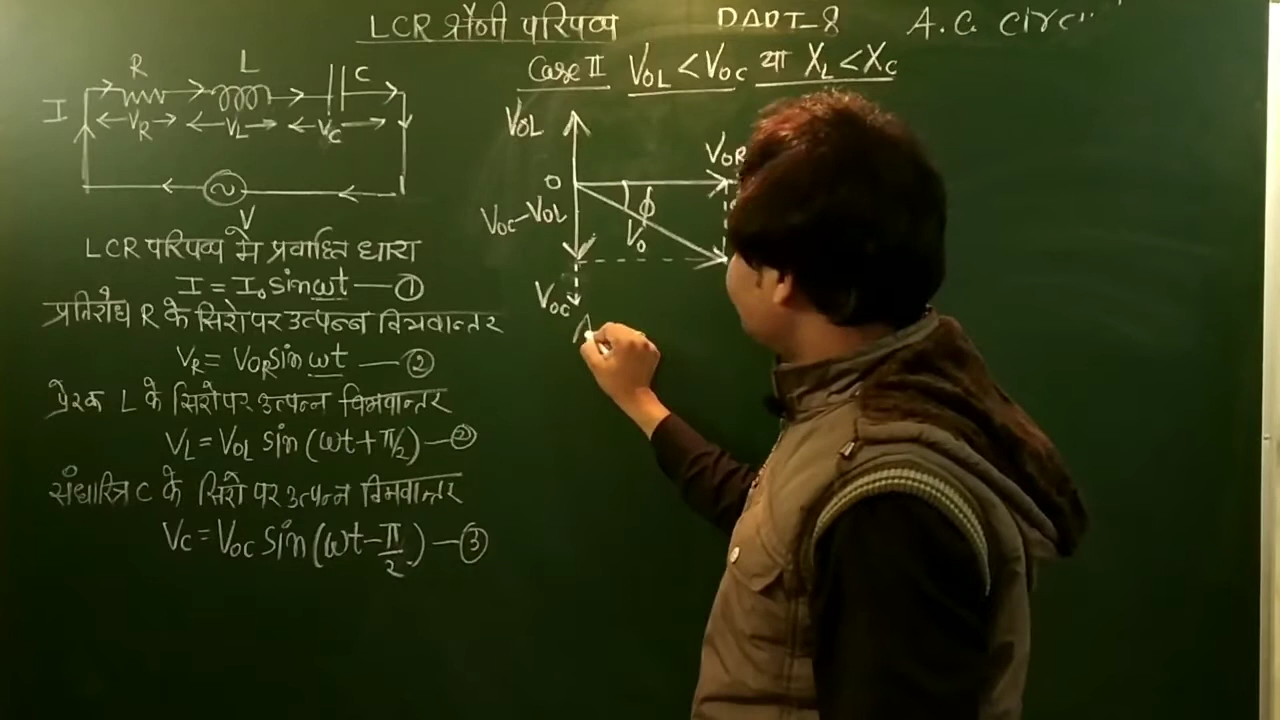 LCR श्रेणी परिपथ PART-8 A.C. Circ
Case II V₀L < V₀C या XL < XC
R L C
I VR VL VC
V
V₀L
V₀R
0
V₀C-V₀L
ϕ
V₀
V₀C
LCR परिपथ में प्रवाहित धारा
I = I₀ sin ωt — ①
प्रतिरोध R के सिरो पर उत्पन्न विभवान्तर
VR = V₀R sin ωt — ②
प्रेरक L के सिरो पर उत्पन्न विभवान्तर
VL = V₀L sin (ωt + π/2) — ②
संधारित्र C के सिरो पर उत्पन्न विभवान्तर
VC = V₀C sin (ωt - π/2) — ③